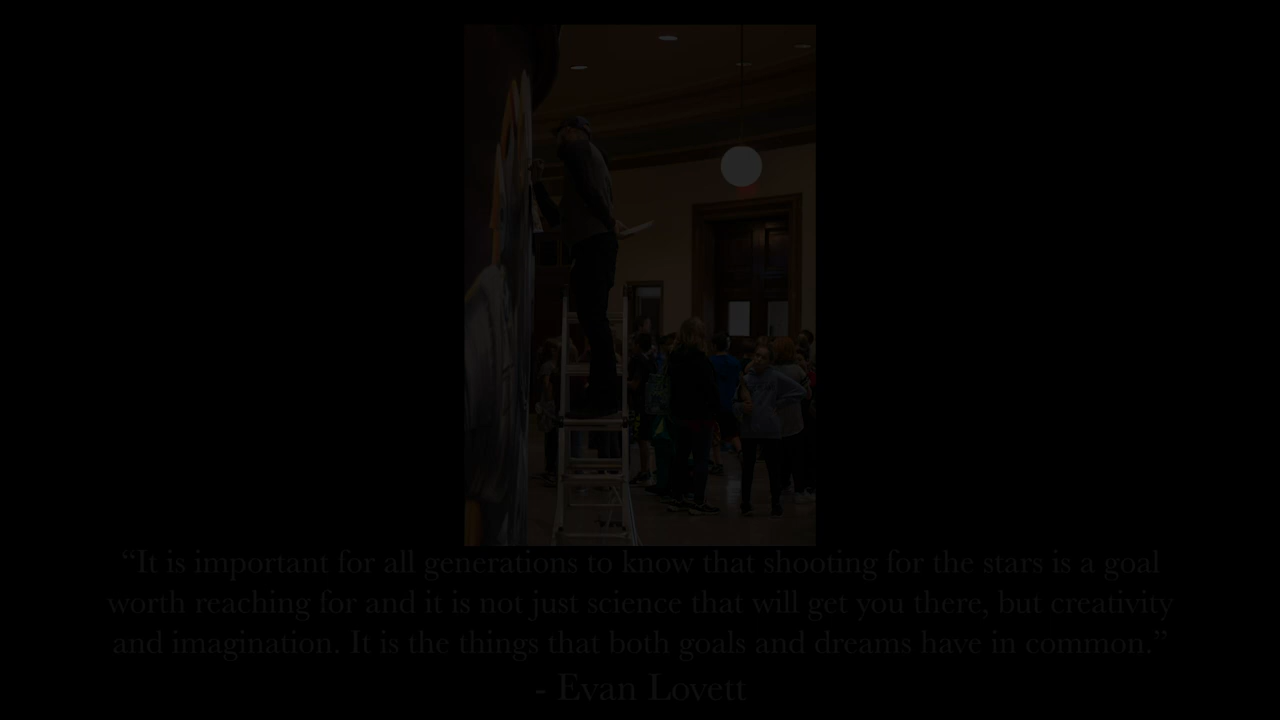 “It is important for all generations to know that shooting for the stars is a goal
worth reaching for and it is not just science that will get you there, but creativity
and imagination. It is the things that both goals and dreams have in common.”
- Evan Lovett